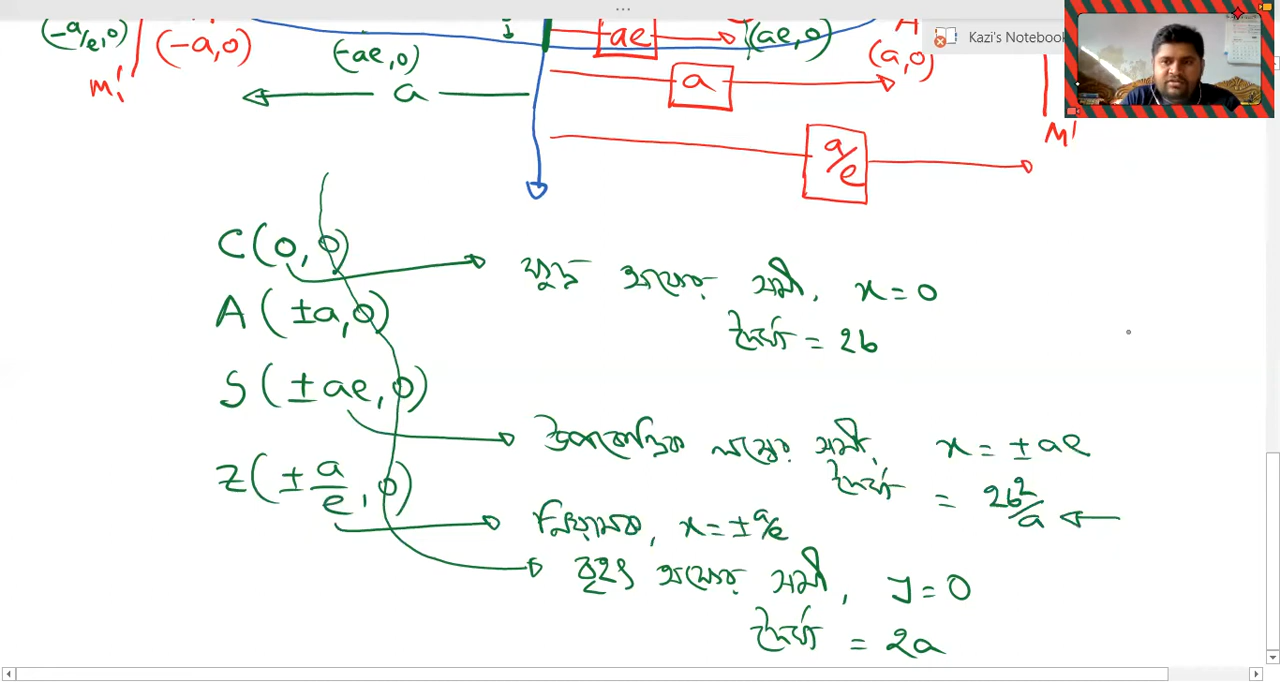 Kazi's Notebook
(-a/e, 0) (-a, 0) (-ae, 0) ae (ae, 0) A (a, 0)
M₁' a a M'
a/e
C(0, 0) ক্ষুদ্র অক্ষের সমী, x = 0
দৈর্ঘ্য = 2b
A(±a, 0)
S(±ae, 0)
উপকেন্দ্রিক লম্বের সমী, x = ±ae
দৈর্ঘ্য = 2b²/a
Z(±a/e, 0)
নিয়ামক, x = ±a/e
বৃহৎ অক্ষের সমী, y = 0
দৈর্ঘ্য = 2a